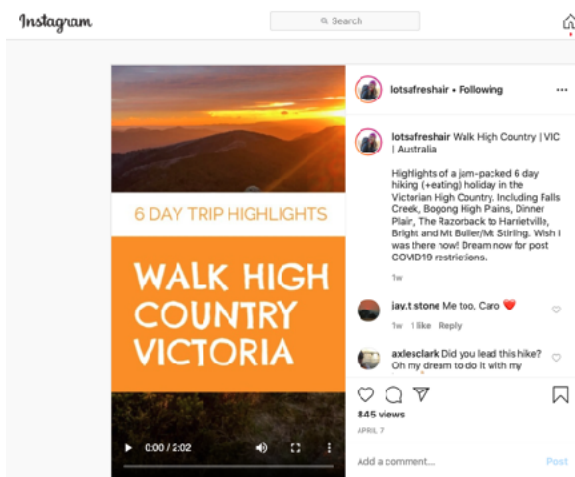 Instagram
Search
lotsafreshair • Following
lotsafreshair Walk High Country | VIC
| Australia
Highlights of a jam-packed 6 day
hiking (+eating) holiday in the
Victorian High Country. Including Falls
Creek, Bogong High Pains, Dinner
Plair, The Razorback to Harrietville,
Bright and Mt Buller/Mt Stirling. Wish I
was there now! Dream now for post
COVID19 restrictions.
1w
jay.t.stone Me too, Caro ❤️
1w 1 like Reply
axlesclark Did you lead this hike?
Oh my dream to do it with my
845 views
APRIL 7
Add a comment...
Post
6 DAY TRIP HIGHLIGHTS
WALK HIGH
COUNTRY
VICTORIA
0:00 / 2:02